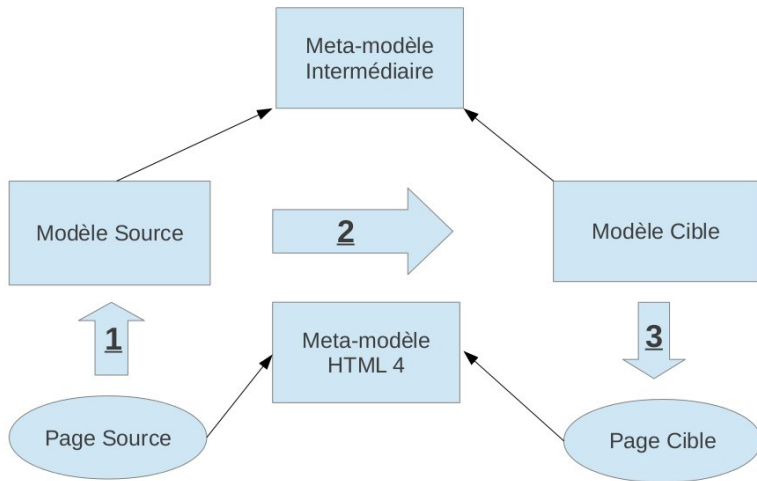 Meta-modèle
Intermédiaire
Modèle Source
2
Modèle Cible
1
Meta-modèle
HTML 4
3
Page Source
Page Cible